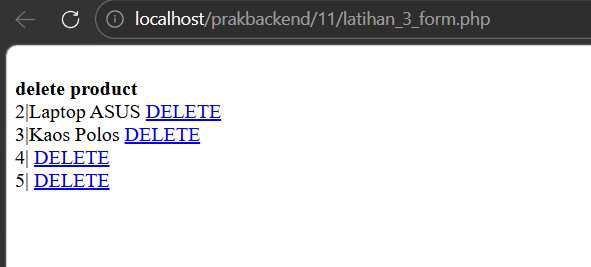 localhost/prakbackend/11/latihan_3_form.php
delete product
2|Laptop ASUS DELETE
3|Kaos Polos DELETE
4| DELETE
5| DELETE